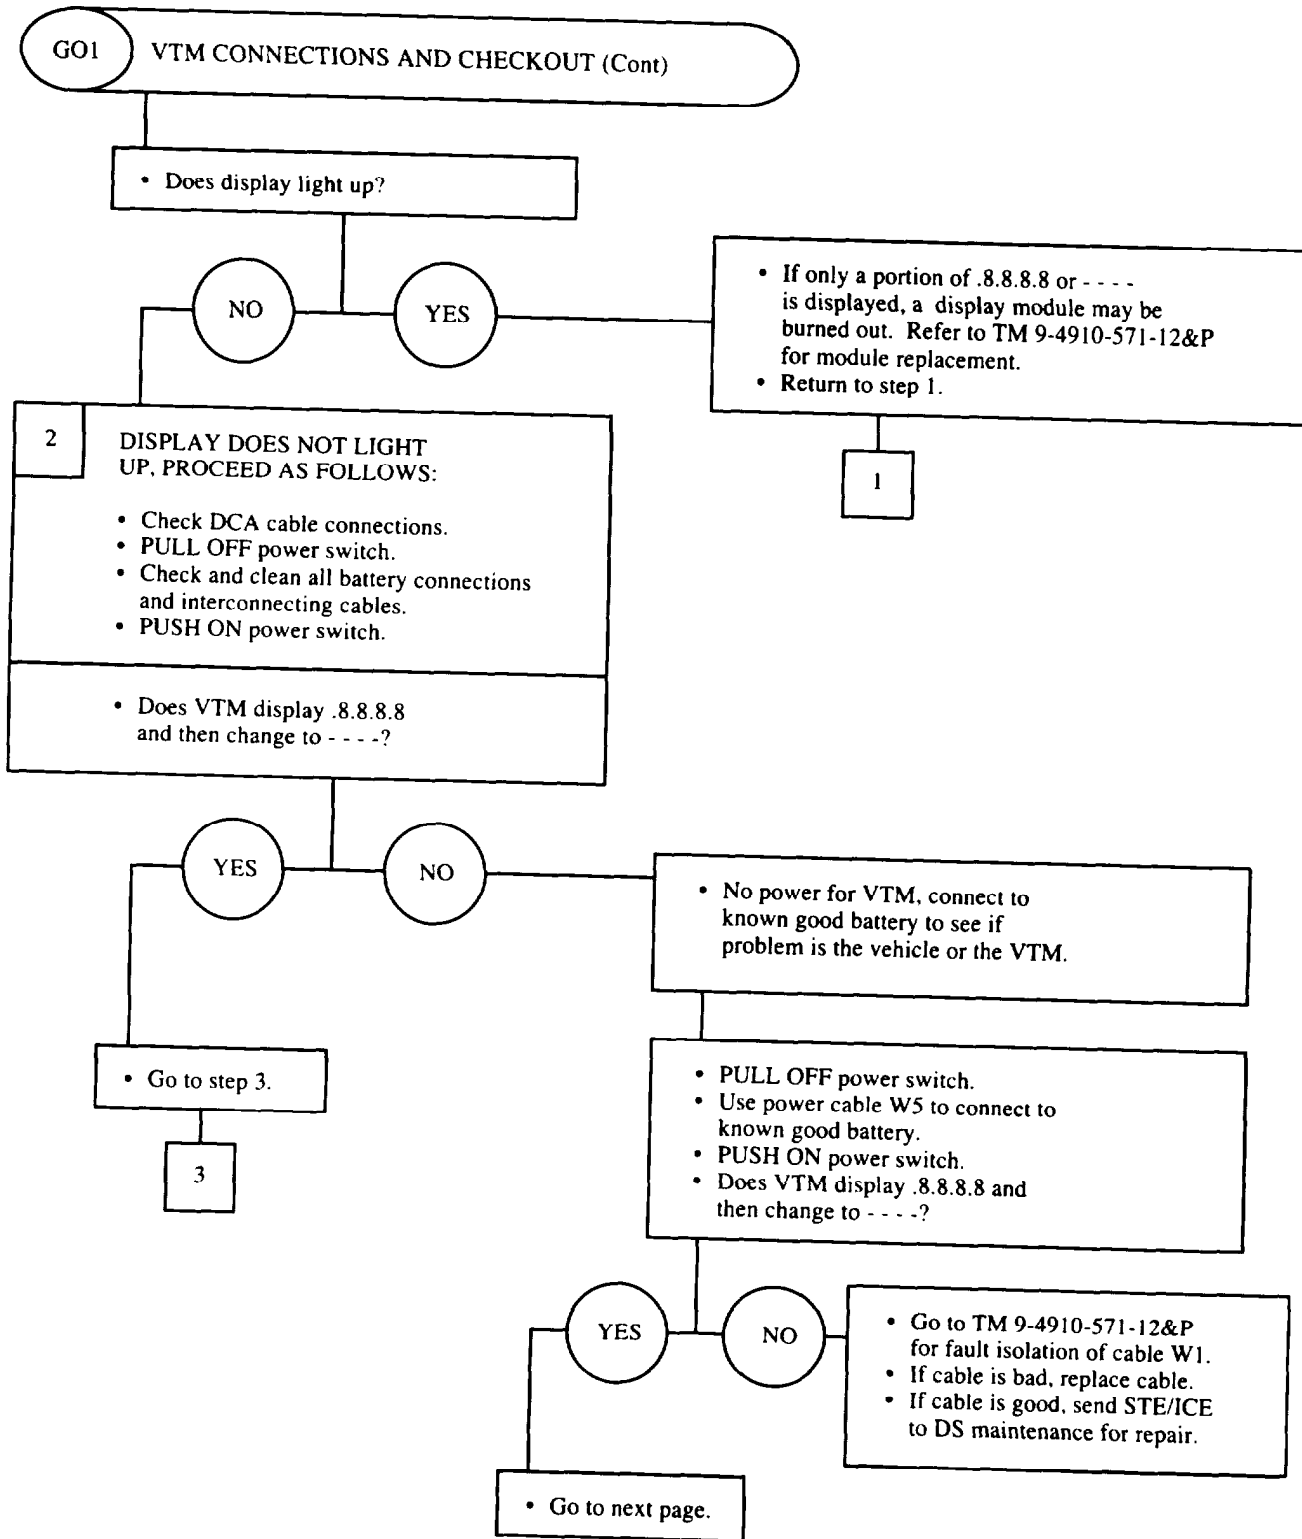 GO1 VTM CONNECTIONS AND CHECKOUT (Cont)
• Does display light up?
NO
YES
• If only a portion of .8.8.8.8 or - - - -
is displayed, a display module may be
burned out. Refer to TM 9-4910-571-12&P
for module replacement.
• Return to step 1.
1
2
DISPLAY DOES NOT LIGHT
UP, PROCEED AS FOLLOWS:
• Check DCA cable connections.
• PULL OFF power switch.
• Check and clean all battery connections
and interconnecting cables.
• PUSH ON power switch.
• Does VTM display .8.8.8.8
and then change to - - - -?
YES
NO
• No power for VTM, connect to
known good battery to see if
problem is the vehicle or the VTM.
• Go to step 3.
3
• PULL OFF power switch.
• Use power cable W5 to connect to
known good battery.
• PUSH ON power switch.
• Does VTM display .8.8.8.8 and
then change to - - - -?
YES
NO
• Go to TM 9-4910-571-12&P
for fault isolation of cable W1.
• If cable is bad, replace cable.
• If cable is good, send STE/ICE
to DS maintenance for repair.
• Go to next page.